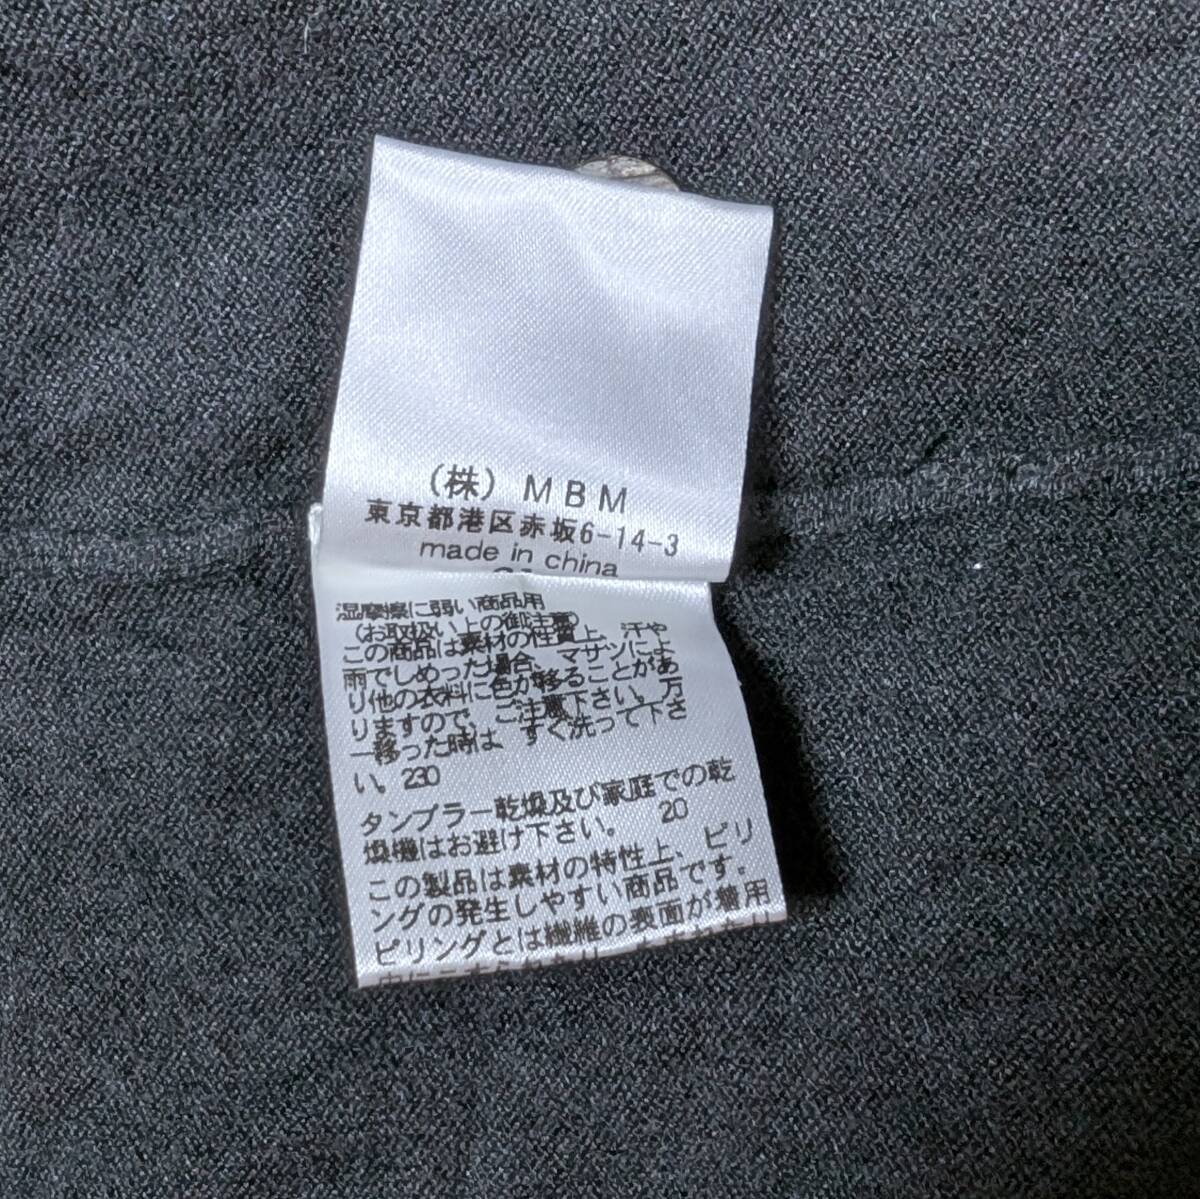 （株）ＭＢＭ
東京都港区赤坂6-14-3
made in china
湿摩擦に弱い商品用
（お取扱い上の御注意）
この商品は素材の性質上、汗や
雨でしめった場合、マサツによ
り他の衣料に色が移ることがあ
りますので、ご注意下さい。万
一移った時は、すぐ洗って下さ
い。230
タンブラー乾燥及び家庭での乾
燥機はお避け下さい。 20
この製品は素材の特性上、ピリ
ングの発生しやすい商品です。
ピリングとは繊維の表面が着用